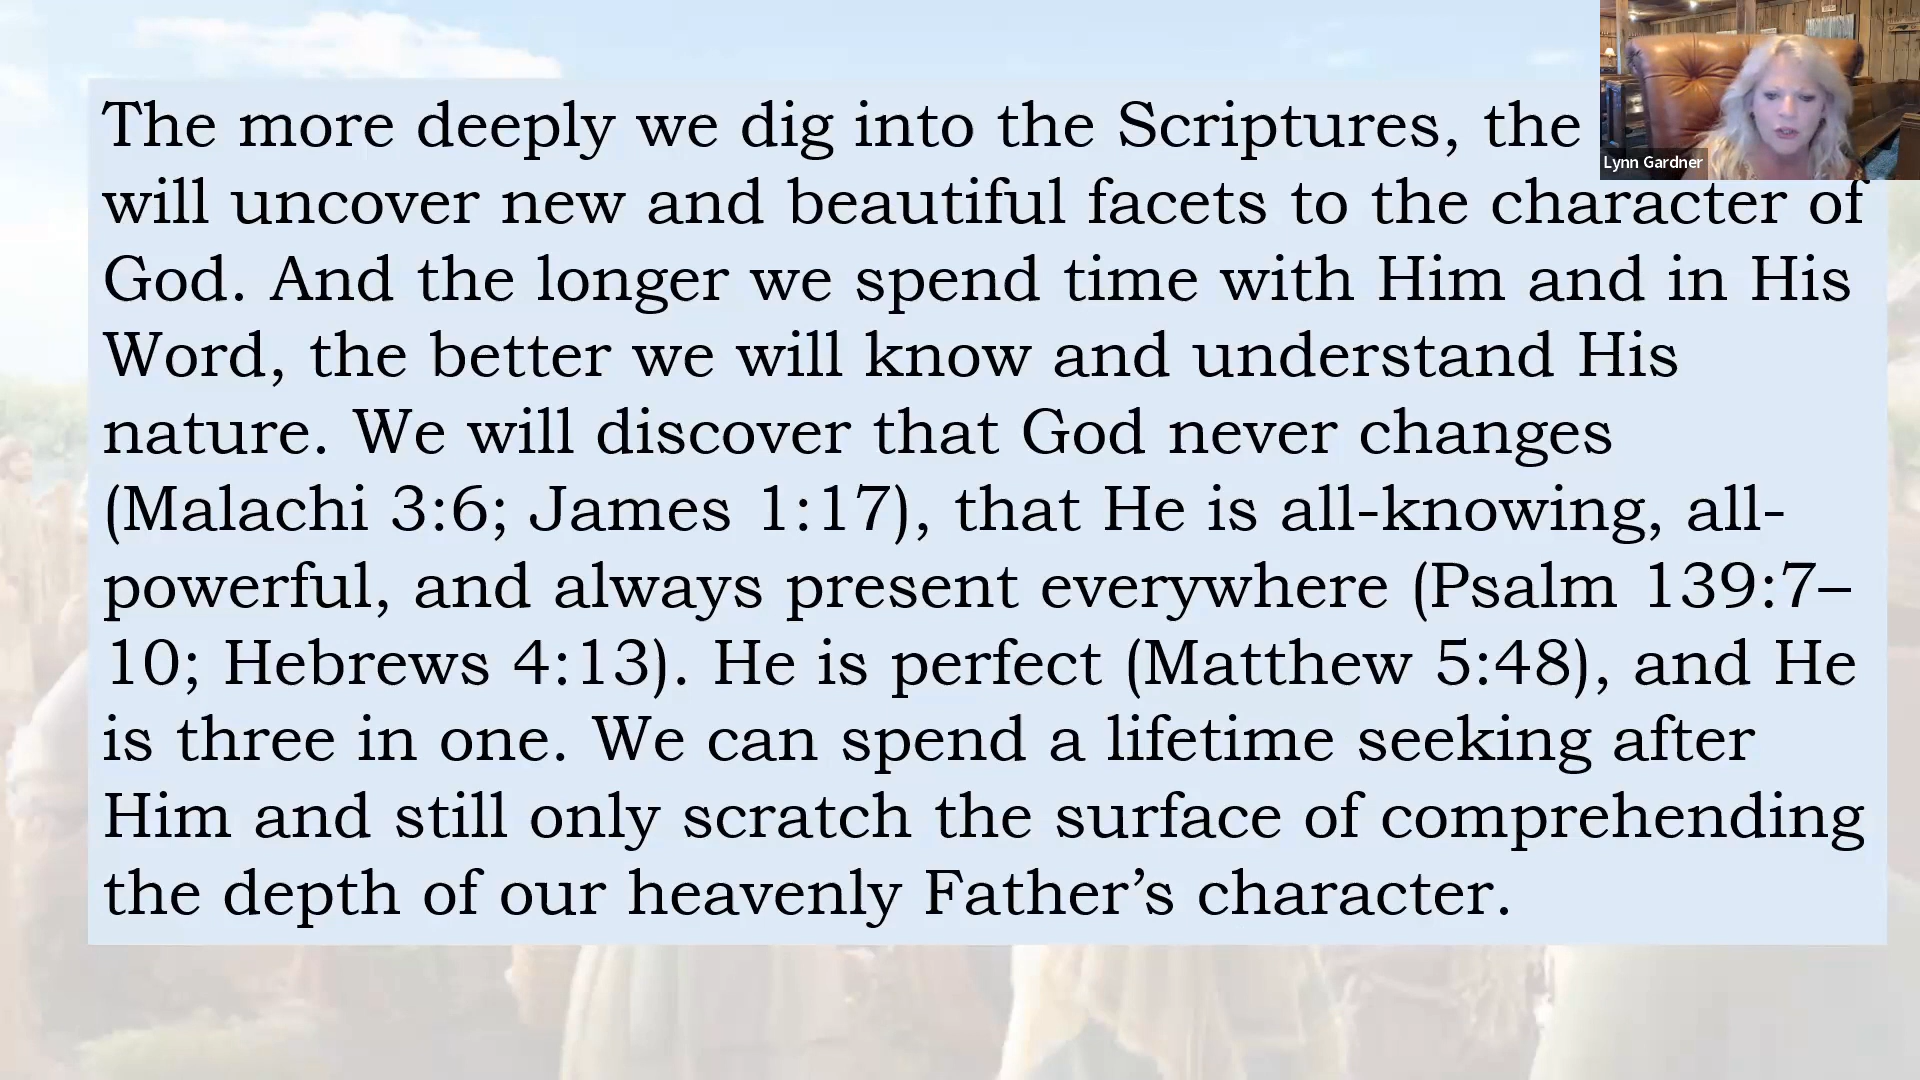 The more deeply we dig into the Scriptures, the
Lynn Gardner
will uncover new and beautiful facets to the character of
God. And the longer we spend time with Him and in His
Word, the better we will know and understand His
nature. We will discover that God never changes
(Malachi 3:6; James 1:17), that He is all-knowing, all-
powerful, and always present everywhere (Psalm 139:7–
10; Hebrews 4:13). He is perfect (Matthew 5:48), and He
is three in one. We can spend a lifetime seeking after
Him and still only scratch the surface of comprehending
the depth of our heavenly Father’s character.